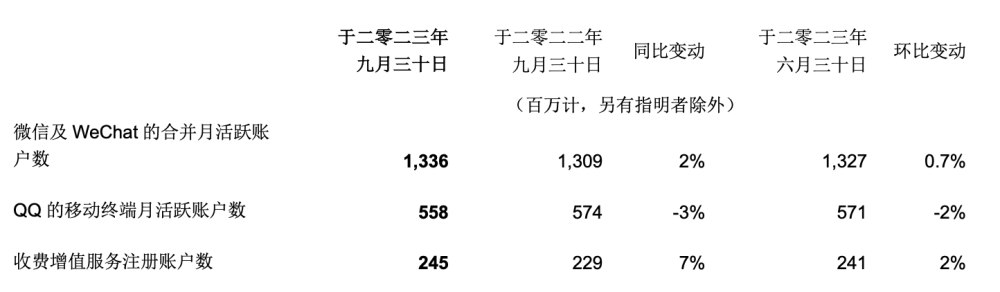 于二零二三年 于二零二二年 于二零二三年
九月三十日 九月三十日 同比变动 六月三十日 环比变动
（百万计，另有指明者除外）
微信及 WeChat 的合并月活跃账
户数 1,336 1,309 2% 1,327 0.7%
QQ 的移动终端月活跃账户数 558 574 -3% 571 -2%
收费增值服务注册账户数 245 229 7% 241 2%